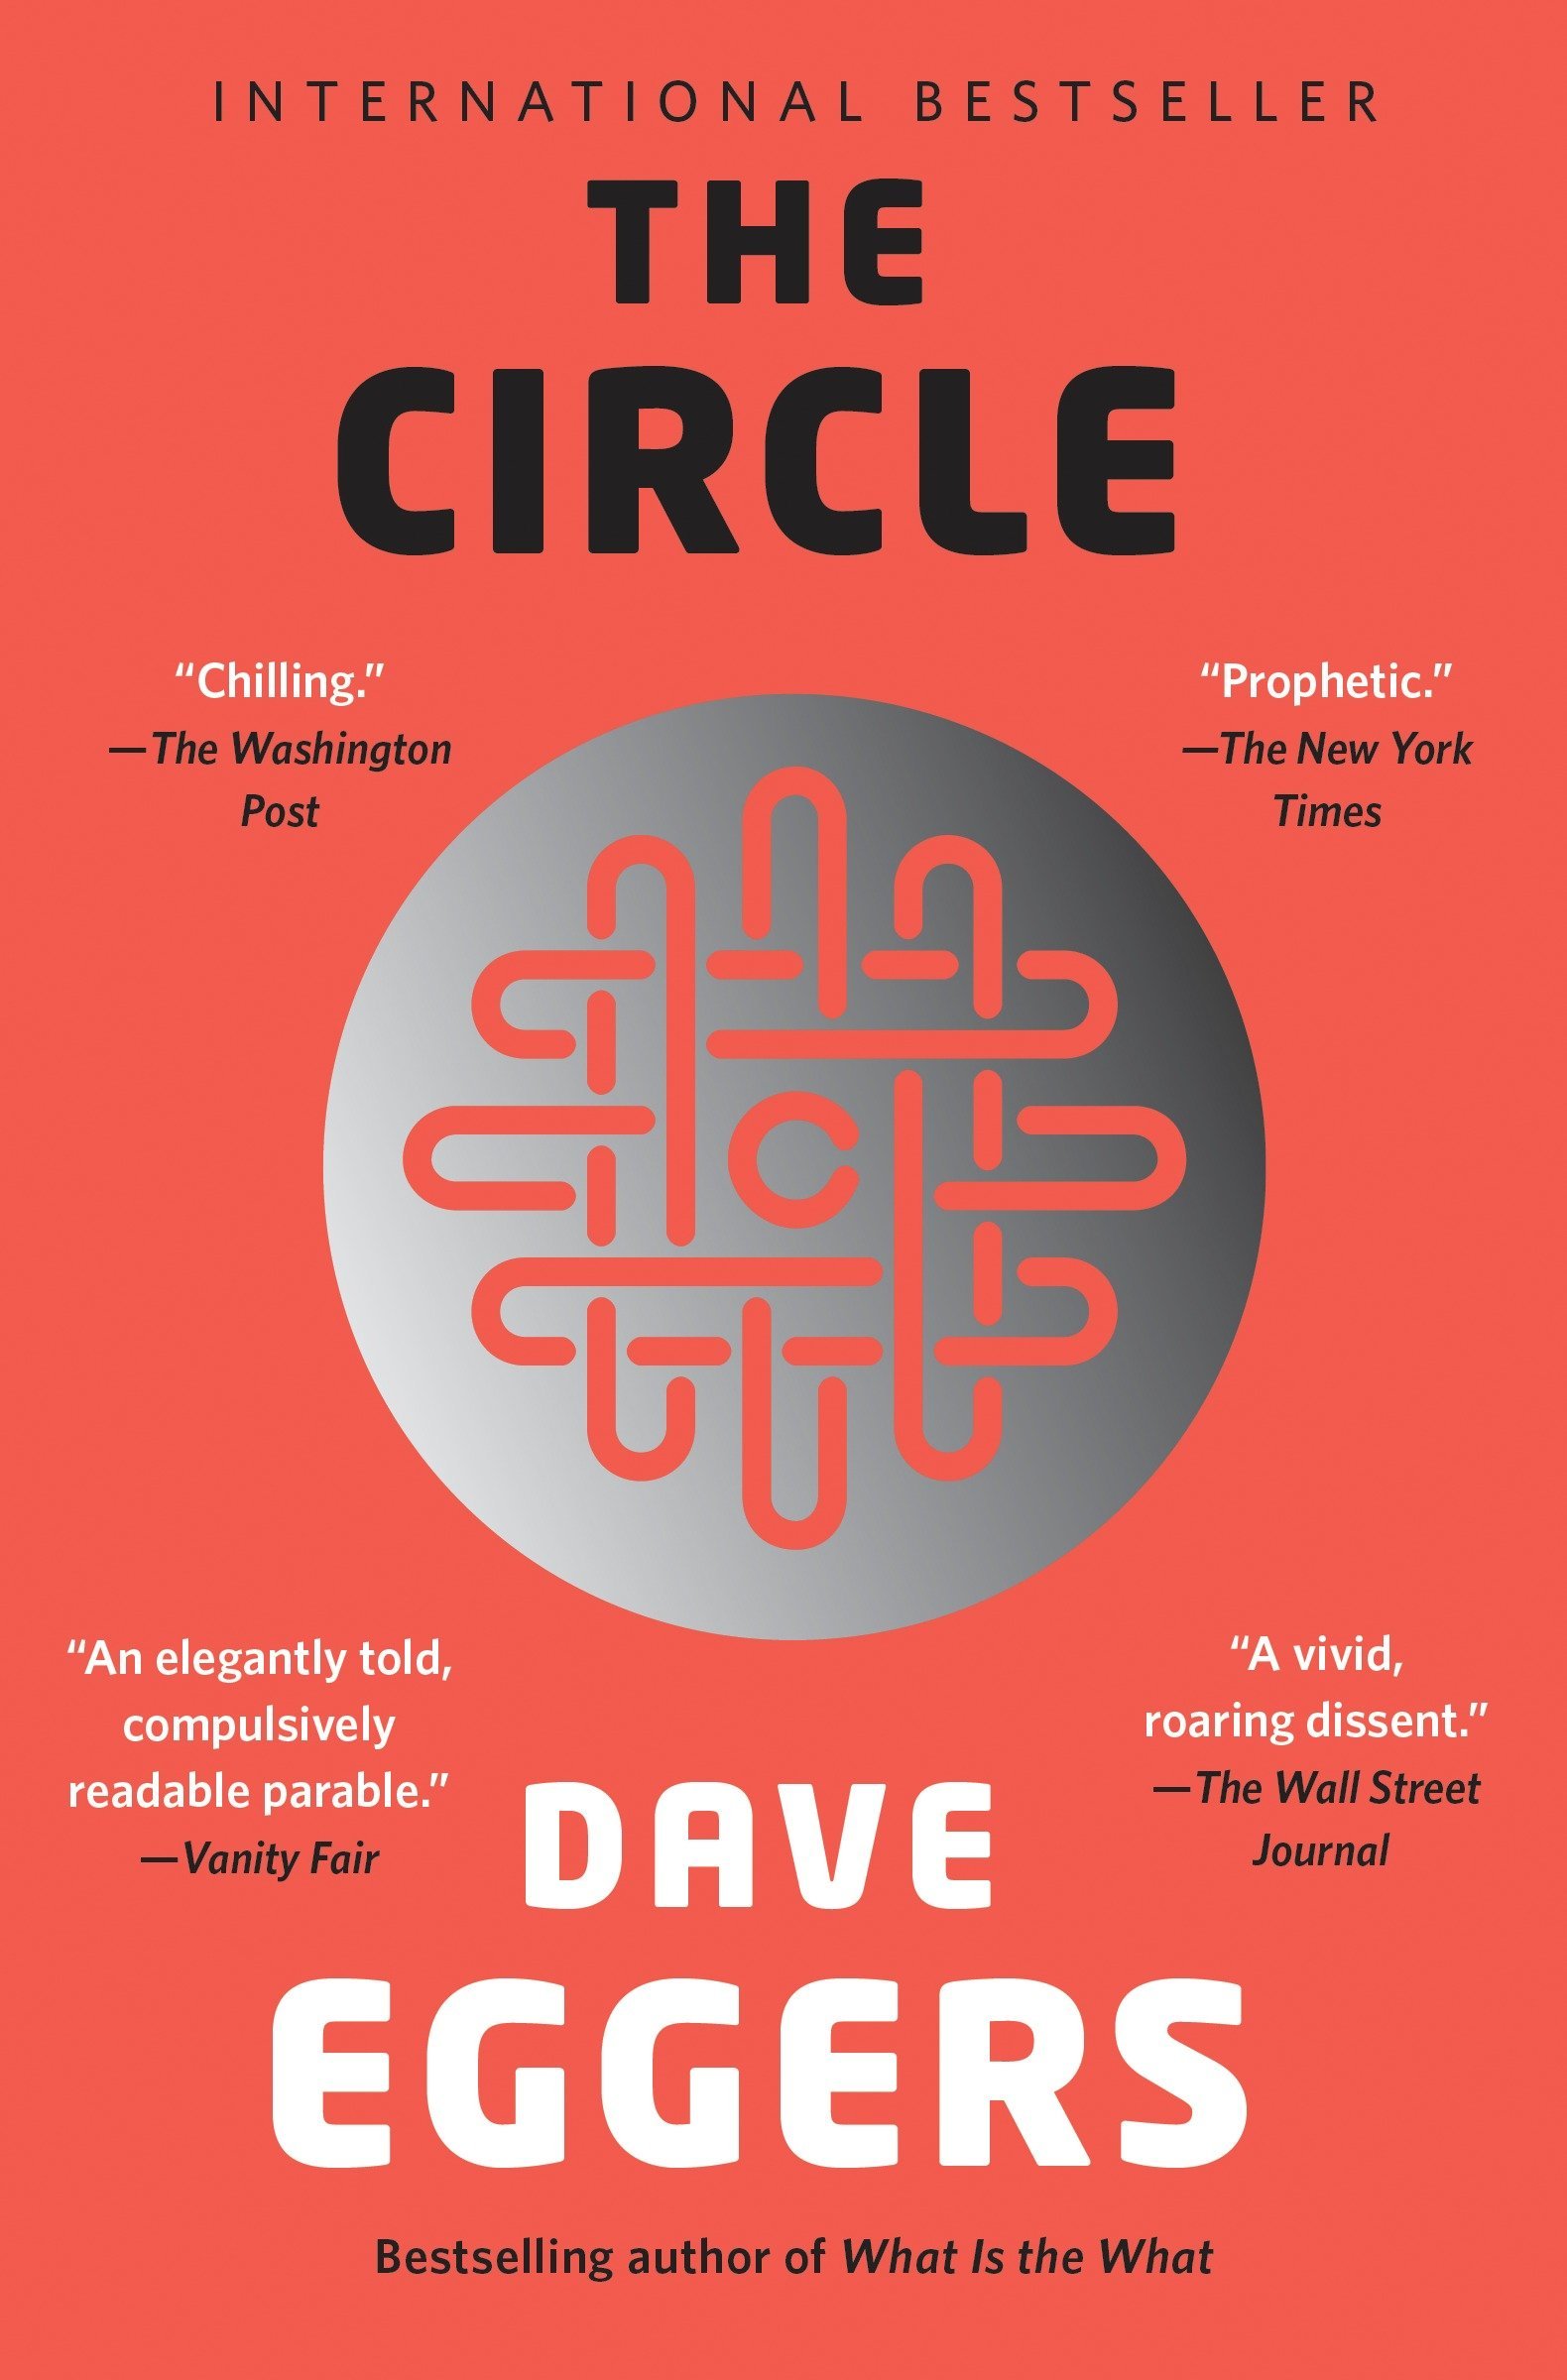 INTERNATIONAL BESTSELLER
THE
CIRCLE
“Chilling.”
—The Washington
Post
“Prophetic.”
—The New York
Times
C
“An elegantly told,
compulsively
readable parable.”
—Vanity Fair
“A vivid,
roaring dissent.”
—The Wall Street
Journal
DAVE
EGGERS
Bestselling author of What Is the What